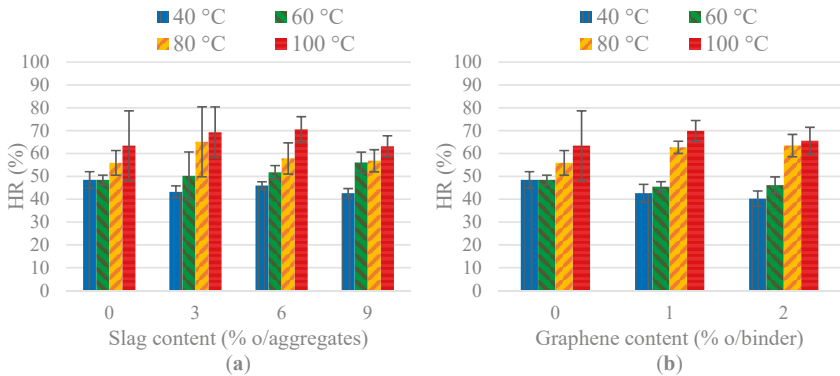 40 °C 60 °C
80 °C 100 °C
100
90
80
70
60
50
40
30
20
10
0
HR (%)
0 3 6 9
Slag content (% o/aggregates)
(a)
40 °C 60 °C
80 °C 100 °C
100
90
80
70
60
50
40
30
20
10
0
HR (%)
0 1 2
Graphene content (% o/binder)
(b)